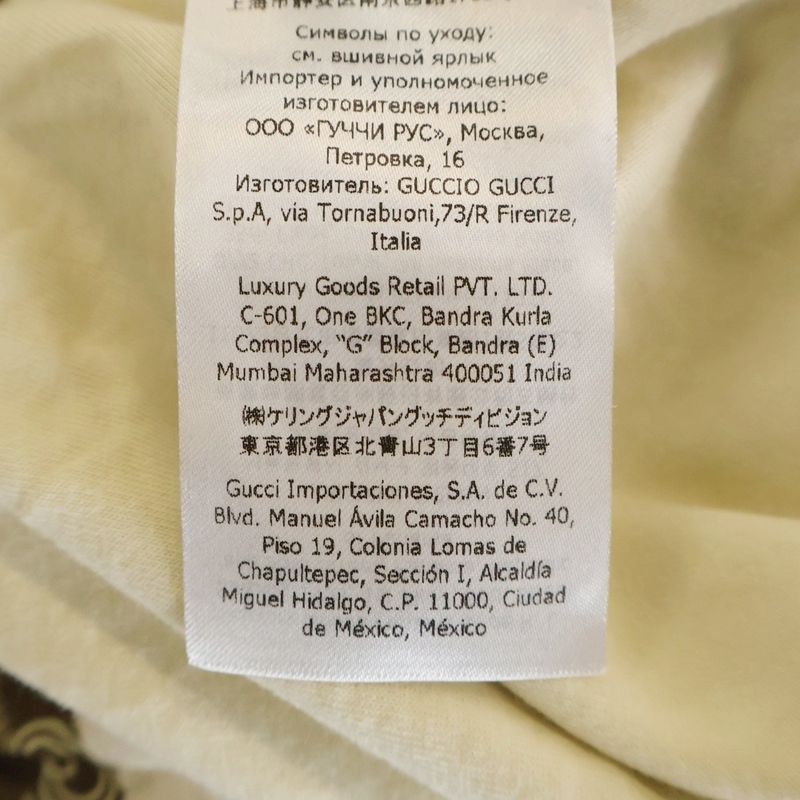 Символы по уходу:
см. вшивной ярлык
Импортер и уполномоченное
изготовителем лицо:
ООО «ГУЧЧИ РУС», Москва,
Петровка, 16
Изготовитель: GUCCIO GUCCI
S.p.A, via Tornabuoni,73/R Firenze,
Italia
Luxury Goods Retail PVT. LTD.
C-601, One BKC, Bandra Kurla
Complex, “G” Block, Bandra (E)
Mumbai Maharashtra 400051 India
㈱ケリングジャパングッチディビジョン
東京都港区北青山3丁目6番7号
Gucci Importaciones, S.A. de C.V.
Blvd. Manuel Ávila Camacho No. 40,
Piso 19, Colonia Lomas de
Chapultepec, Sección I, Alcaldía
Miguel Hidalgo, C.P. 11000, Ciudad
de México, México